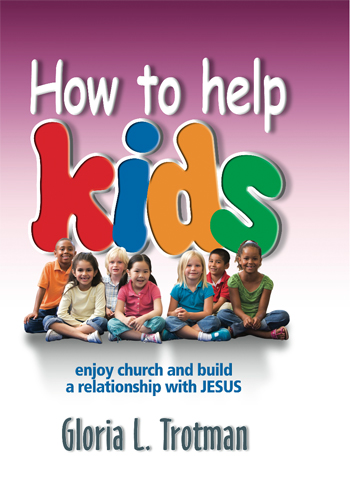 How to help
kids
enjoy church and build
a relationship with JESUS
Gloria L. Trotman